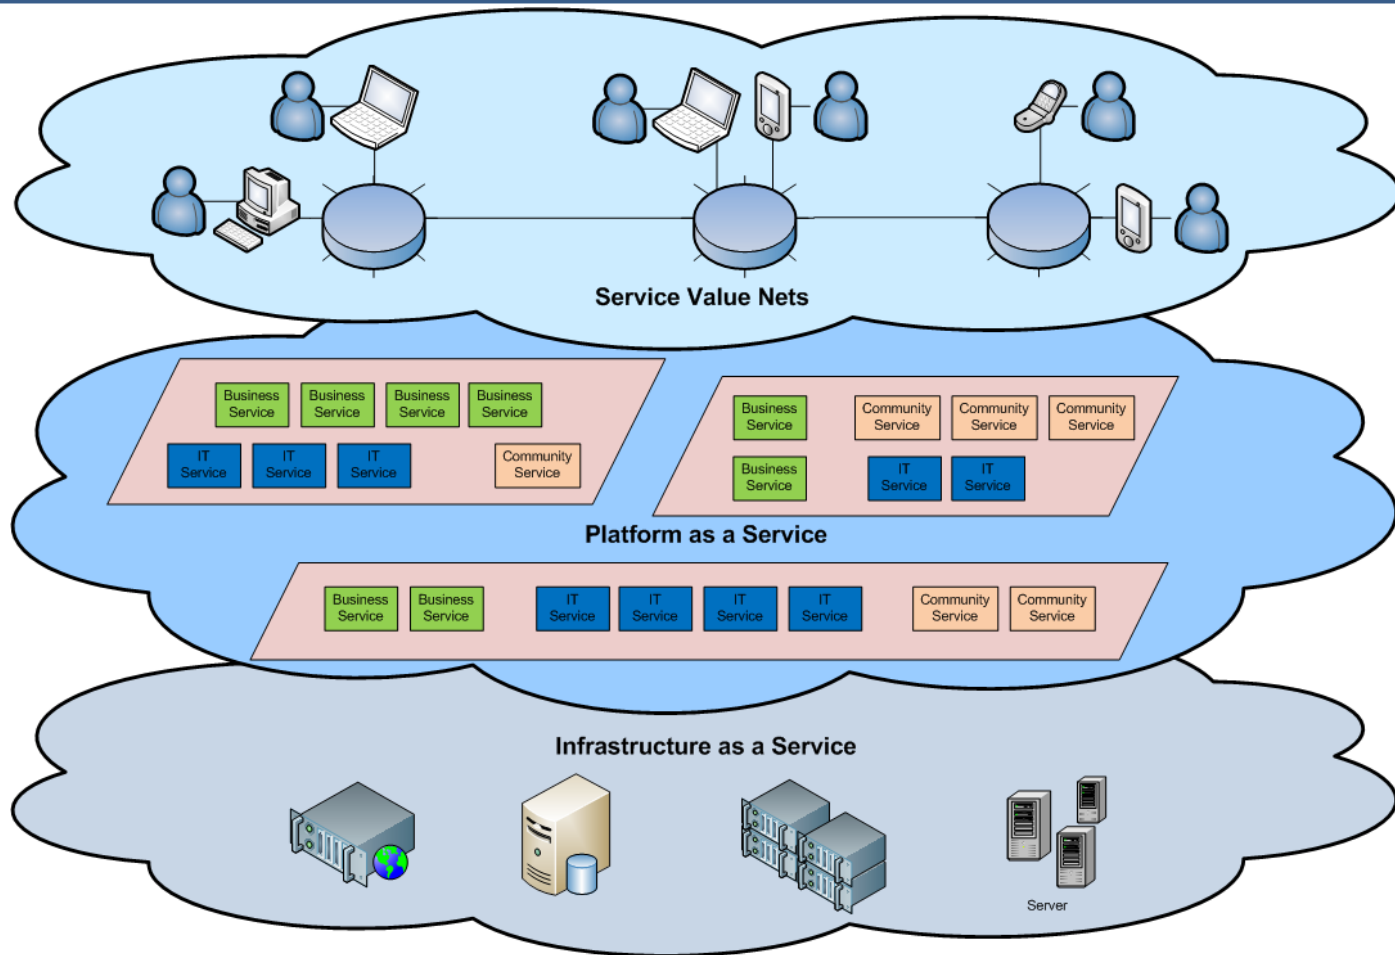 Service Value Nets
Business
Service
Business
Service
Business
Service
Business
Service
IT
Service
IT
Service
IT
Service
Community
Service
Business
Service
Community
Service
Community
Service
Community
Service
Business
Service
IT
Service
IT
Service
Platform as a Service
Business
Service
Business
Service
IT
Service
IT
Service
IT
Service
IT
Service
Community
Service
Community
Service
Infrastructure as a Service
Server